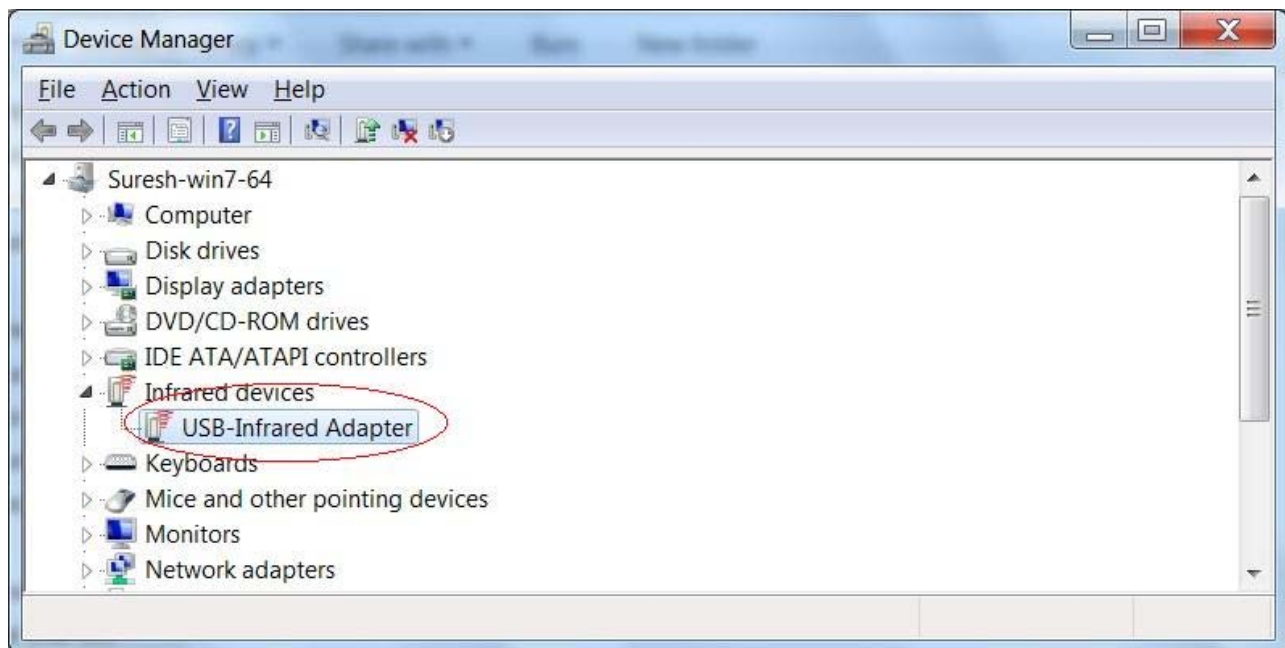 Device Manager
File Action View Help
Suresh-win7-64
Computer
Disk drives
Display adapters
DVD/CD-ROM drives
IDE ATA/ATAPI controllers
Infrared devices
USB-Infrared Adapter
Keyboards
Mice and other pointing devices
Monitors
Network adapters